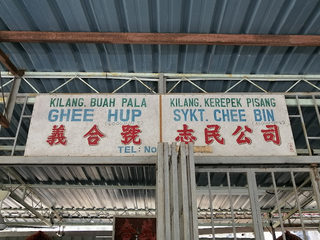 KILANG, BUAH PALA
GHEE HUP
義合號
TEL: No
KILANG, KEREPEK PISANG
SYKT. CHEE BIN
志民公司